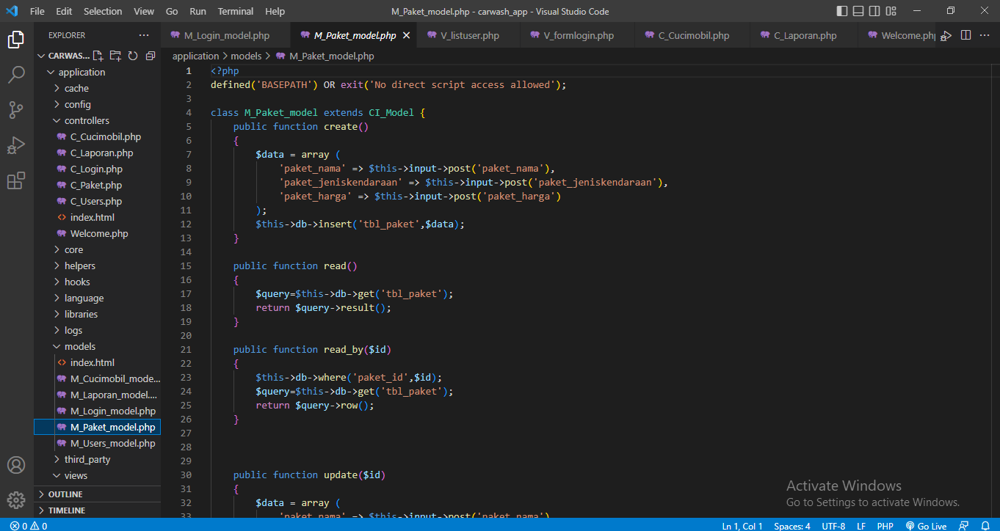 File Edit Selection View Go Run Terminal Help M_Paket_model.php - carwash_app - Visual Studio Code
EXPLORER
M_Login_model.php M_Paket_model.php V_listuser.php V_formlogin.php C_Cucimobil.php C_Laporan.php Welcome.php
CARWAS...
application > models > M_Paket_model.php
application
cache
config
controllers
C_Cucimobil.php
C_Laporan.php
C_Login.php
C_Paket.php
C_Users.php
index.html
Welcome.php
core
helpers
hooks
language
libraries
logs
models
index.html
M_Cucimobil_mode...
M_Laporan_model....
M_Login_model.php
M_Paket_model.php
M_Users_model.php
third_party
views
OUTLINE
TIMELINE
1 <?php
2 defined('BASEPATH') OR exit('No direct script access allowed');
3
4 class M_Paket_model extends CI_Model {
5     public function create()
6     {
7         $data = array (
8             'paket_nama' => $this->input->post('paket_nama'),
9             'paket_jeniskendaraan' => $this->input->post('paket_jeniskendaraan'),
10             'paket_harga' => $this->input->post('paket_harga')
11         );
12         $this->db->insert('tbl_paket',$data);
13     }
14
15     public function read()
16     {
17         $query=$this->db->get('tbl_paket');
18         return $query->result();
19     }
20
21     public function read_by($id)
22     {
23         $this->db->where('paket_id',$id);
24         $query=$this->db->get('tbl_paket');
25         return $query->row();
26     }
27
28
29
30     public function update($id)
31     {
32         $data = array (
33             'paket_nama' => $this->input->post('paket_nama')
Activate Windows
Go to Settings to activate Windows.
0 0 Ln 1, Col 1 Spaces: 4 UTF-8 LF PHP Go Live